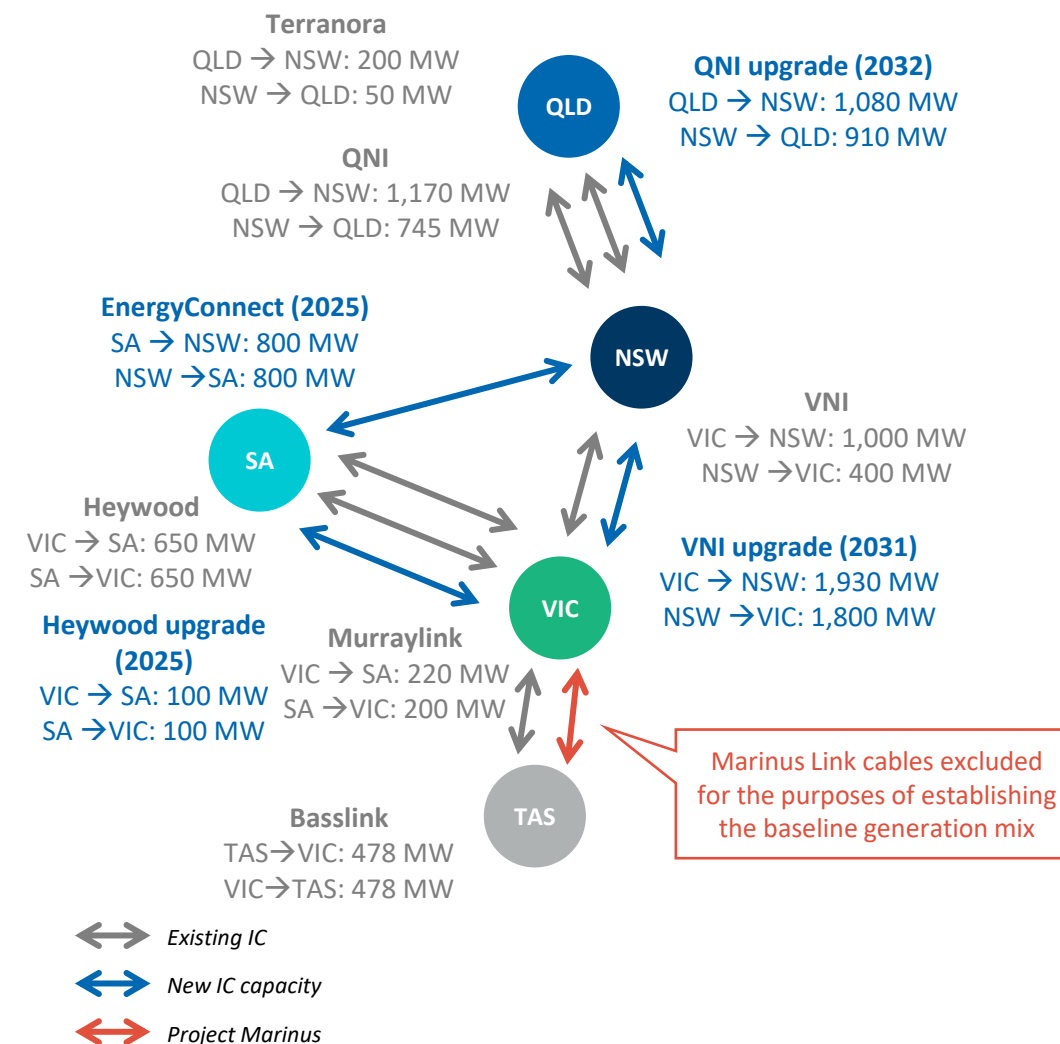 Terranora
QLD → NSW: 200 MW
NSW → QLD: 50 MW
QLD
QNI upgrade (2032)
QLD → NSW: 1,080 MW
NSW → QLD: 910 MW
QNI
QLD → NSW: 1,170 MW
NSW → QLD: 745 MW
EnergyConnect (2025)
SA → NSW: 800 MW
NSW →SA: 800 MW
NSW
SA
VNI
VIC → NSW: 1,000 MW
NSW →VIC: 400 MW
Heywood
VIC → SA: 650 MW
SA →VIC: 650 MW
VNI upgrade (2031)
VIC → NSW: 1,930 MW
NSW →VIC: 1,800 MW
VIC
Heywood upgrade
(2025)
VIC → SA: 100 MW
SA →VIC: 100 MW
Murraylink
VIC → SA: 220 MW
SA →VIC: 200 MW
Marinus Link cables excluded
for the purposes of establishing
the baseline generation mix
TAS
Basslink
TAS→VIC: 478 MW
VIC→TAS: 478 MW
Existing IC
New IC capacity
Project Marinus